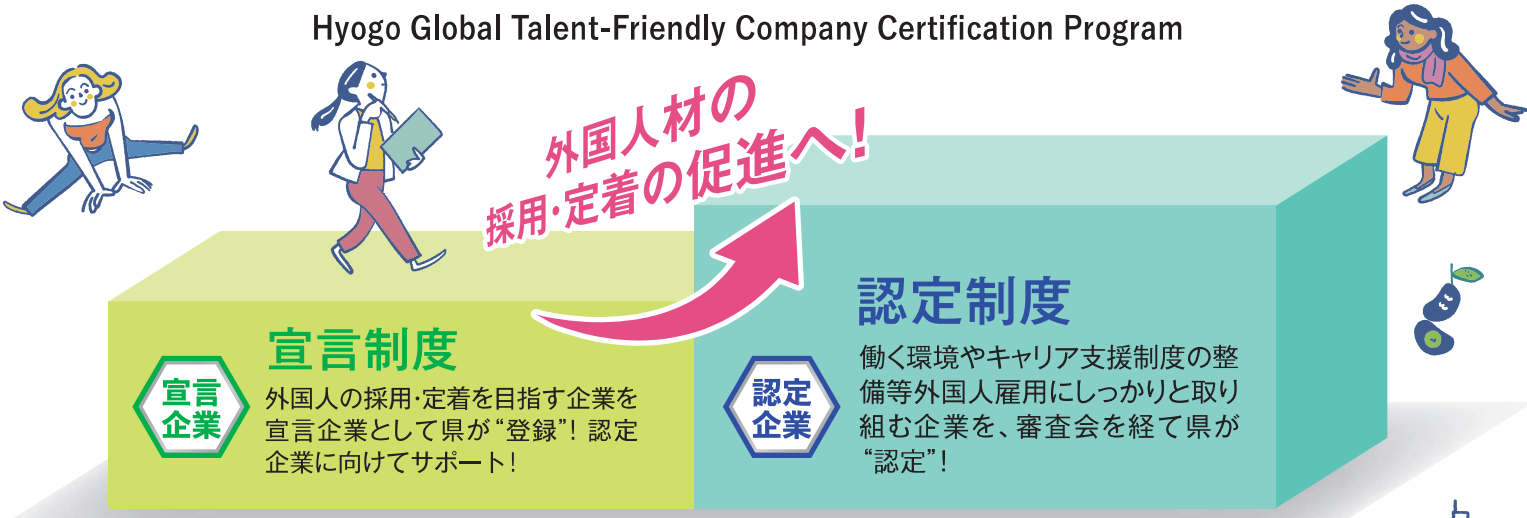 Hyogo Global Talent-Friendly Company Certification Program
外国人材の
採用・定着の促進へ!
宣言制度
宣言
企業
外国人の採用・定着を目指す企業を
宣言企業として県が“登録”! 認定
企業に向けてサポート!
認定制度
認定
企業
働く環境やキャリア支援制度の整
備等外国人雇用にしっかりと取り
組む企業を、審査会を経て県が
“認定”!